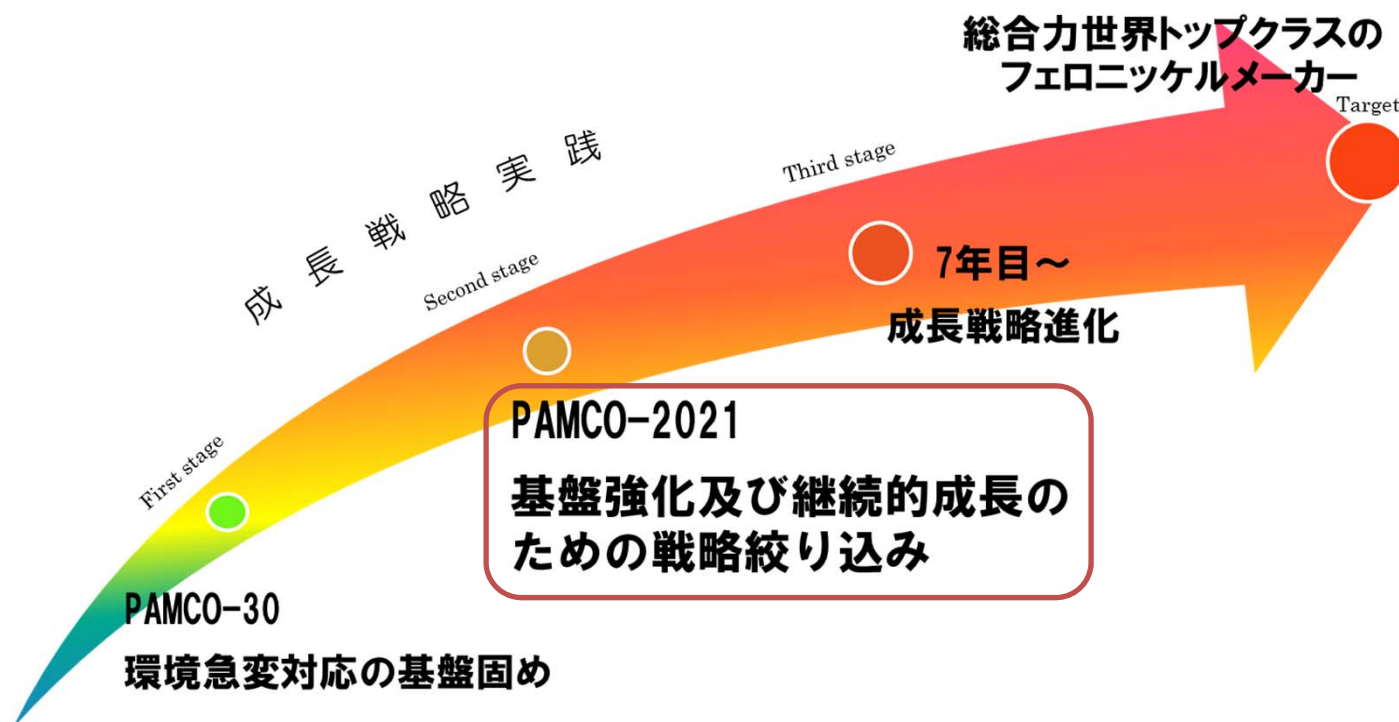 総合力世界トップクラスの
フェロニッケルメーカー
Target
成長戦略実践
Third stage
7年目～
成長戦略進化
Second stage
PAMCO-2021
基盤強化及び継続的成長の
ための戦略絞り込み
First stage
PAMCO-30
環境急変対応の基盤固め